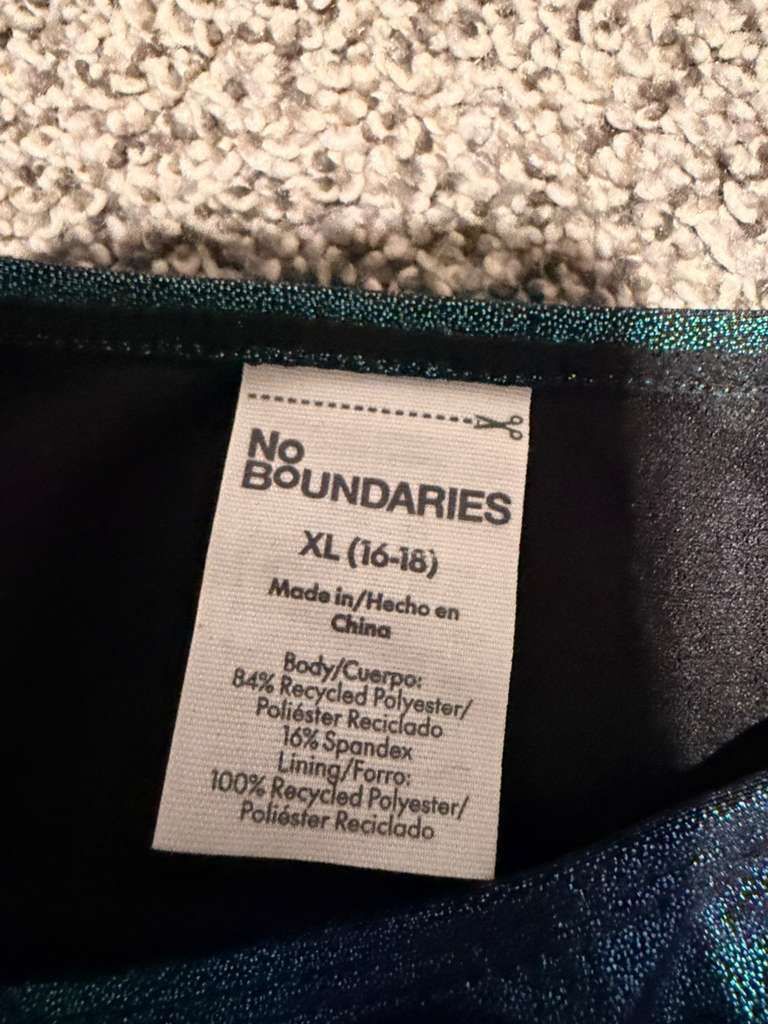 No
BoUNDARIES
XL (16-18)
Made in/Hecho en
China
Body/Cuerpo:
84% Recycled Polyester/
Poliéster Reciclado
16% Spandex
Lining/Forro:
100% Recycled Polyester/
Poliéster Reciclado